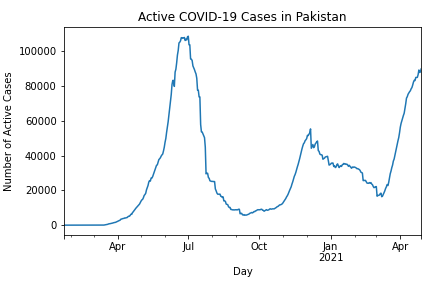 Active COVID-19 Cases in Pakistan
Number of Active Cases
100000
80000
60000
40000
20000
0
Apr
Jul
Oct
Jan
2021
Apr
Day